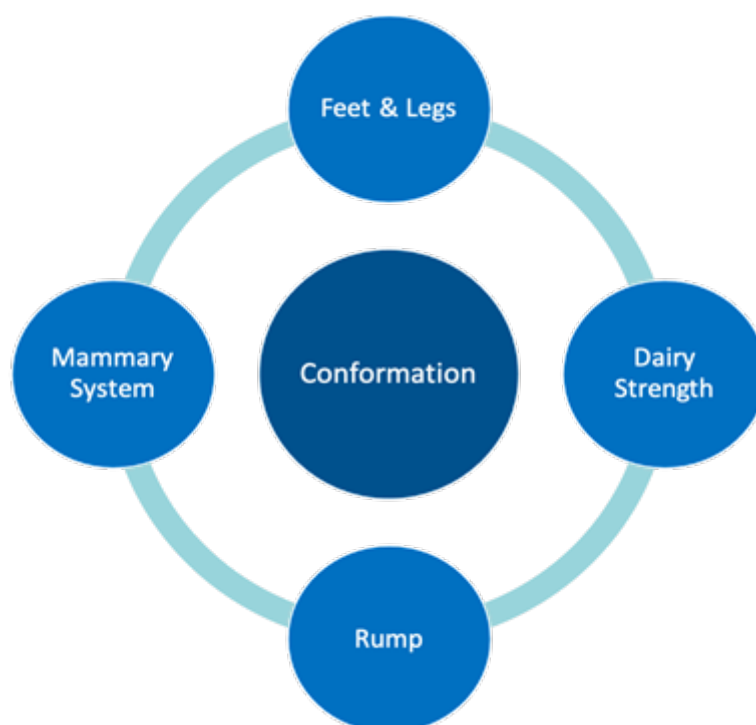 Feet & Legs
Mammary
System
Conformation
Dairy
Strength
Rump